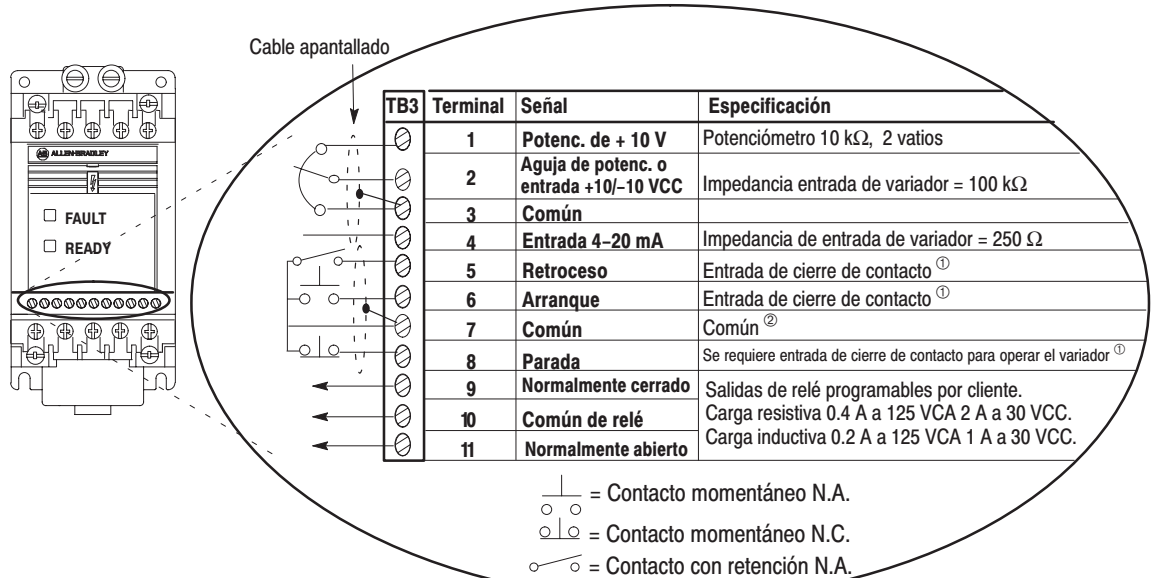 Cable apantallado
AB ALLEN-BRADLEY
FAULT
READY
TB3 Terminal Señal Especificación
1 Potenc. de + 10 V Potenciómetro 10 kΩ, 2 vatios
2 Aguja de potenc. o entrada +10/−10 VCC Impedancia entrada de variador = 100 kΩ
3 Común
4 Entrada 4−20 mA Impedancia de entrada de variador = 250 Ω
5 Retroceso Entrada de cierre de contacto ①
6 Arranque Entrada de cierre de contacto ①
7 Común Común ②
8 Parada Se requiere entrada de cierre de contacto para operar el variador ①
9 Normalmente cerrado Salidas de relé programables por cliente.
10 Común de relé Carga resistiva 0.4 A a 125 VCA 2 A a 30 VCC.
11 Normalmente abierto Carga inductiva 0.2 A a 125 VCA 1 A a 30 VCC.
= Contacto momentáneo N.A.
= Contacto momentáneo N.C.
= Contacto con retención N.A.